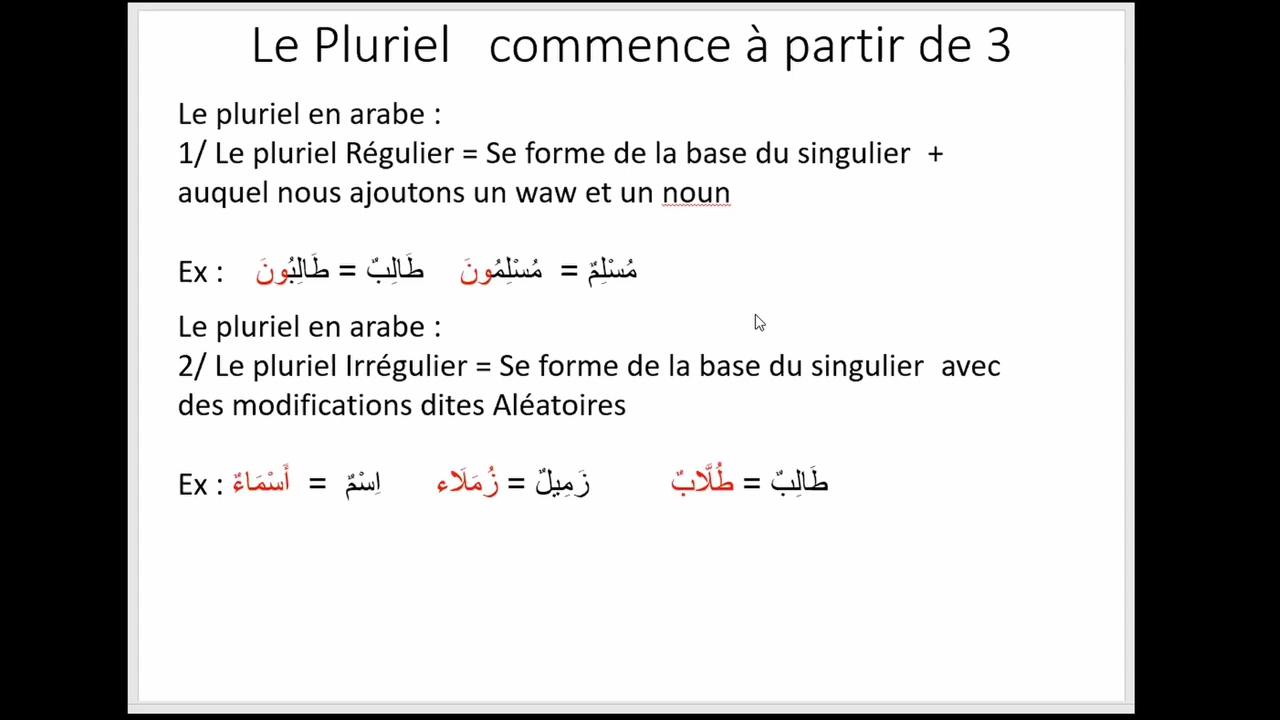 Le Pluriel commence à partir de 3
Le pluriel en arabe :
1/ Le pluriel Régulier = Se forme de la base du singulier +
auquel nous ajoutons un waw et un noun
Ex : طَالِبٌ = طَالِبُونَ مُسْلِمٌ = مُسْلِمُونَ
Le pluriel en arabe :
2/ Le pluriel Irrégulier = Se forme de la base du singulier avec
des modifications dites Aléatoires
Ex : اِسْمٌ = أَسْمَاءٌ زَمِيلٌ = زُمَلَاء طَالِبٌ = طُلَّابٌ